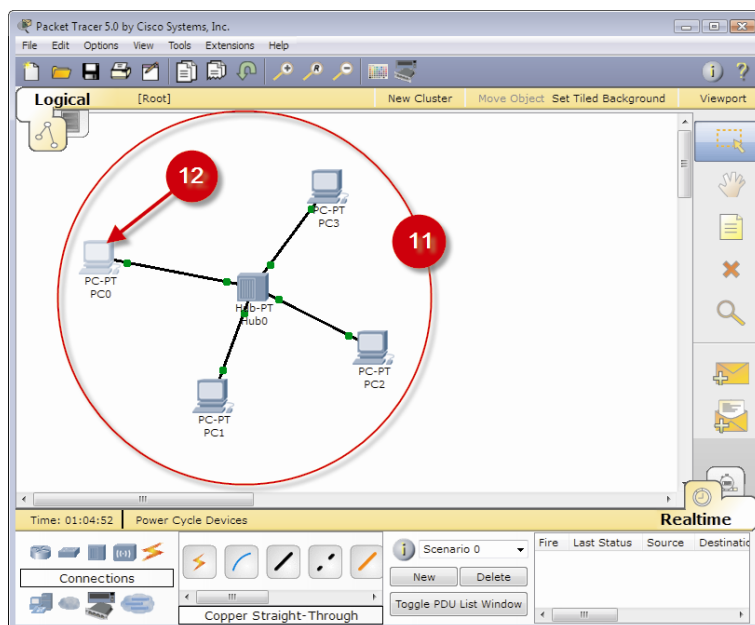 Packet Tracer 5.0 by Cisco Systems, Inc.
File Edit Options View Tools Extensions Help
Logical [Root] New Cluster Move Object Set Tiled Background Viewport
12
PC-PT
PC3
11
PC-PT
PC0
Hub-PT
Hub0
PC-PT
PC2
PC-PT
PC1
Time: 01:04:52 Power Cycle Devices Realtime
Fire Last Status Source Destinatio
Scenario 0
Connections
New Delete
Toggle PDU List Window
Copper Straight-Through